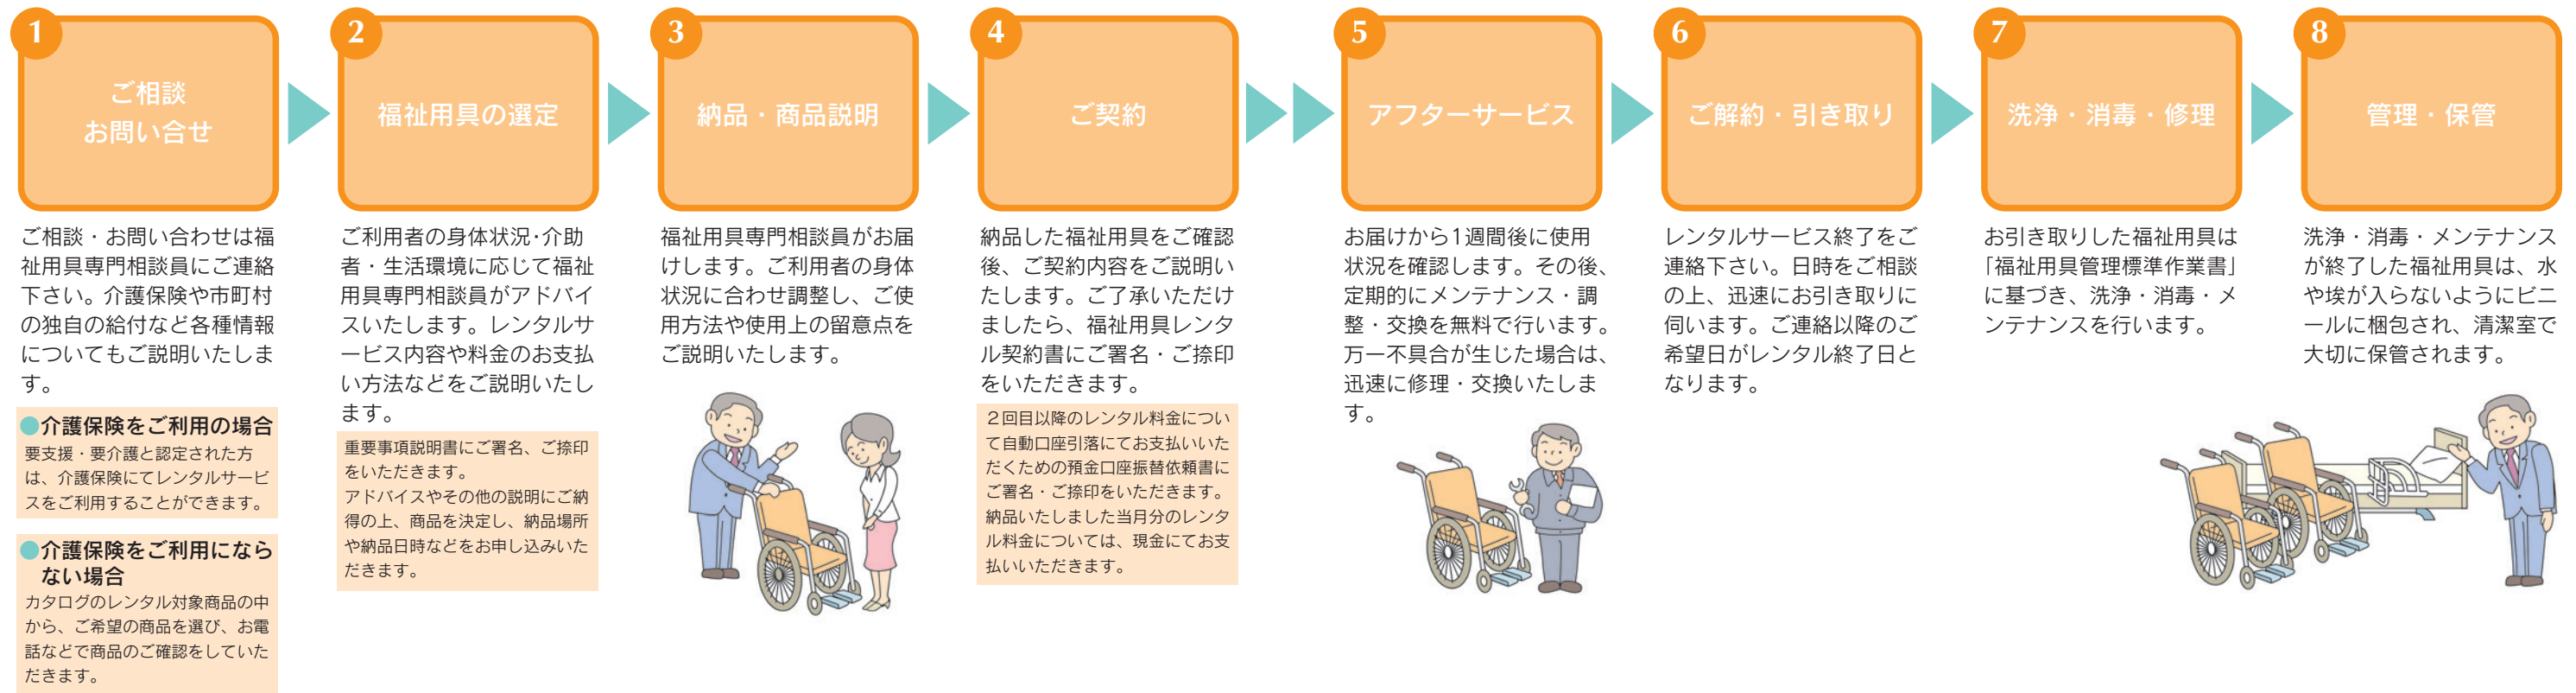 1
ご相談
お問い合せ
ご相談・お問い合わせは福
祉用具専門相談員にご連絡
下さい。介護保険や市町村
の独自の給付など各種情報
についてもご説明いたしま
す。
●介護保険をご利用の場合
要支援・要介護と認定された方
は、介護保険にてレンタルサービ
スをご利用することができます。
●介護保険をご利用になら
ない場合
カタログのレンタル対象商品の中
から、ご希望の商品を選び、お電
話などで商品のご確認をしていた
だきます。
2
福祉用具の選定
ご利用者の身体状況･介助
者・生活環境に応じて福祉
用具専門相談員がアドバイ
スいたします。レンタルサ
ービス内容や料金のお支払
い方法などをご説明いたし
ます。
重要事項説明書にご署名、ご捺印
をいただきます。
アドバイスやその他の説明にご納
得の上、商品を決定し、納品場所
や納品日時などをお申し込みいた
だきます。
3
納品・商品説明
福祉用具専門相談員がお届
けします。ご利用者の身体
状況に合わせ調整し、ご使
用方法や使用上の留意点を
ご説明いたします。
4
ご契約
納品した福祉用具をご確認
後、ご契約内容をご説明い
たします。ご了承いただけ
ましたら、福祉用具レンタ
ル契約書にご署名・ご捺印
をいただきます。
２回目以降のレンタル料金につい
て自動口座引落にてお支払いいた
だくための預金口座振替依頼書に
ご署名・ご捺印をいただきます。
納品いたしました当月分のレンタ
ル料金については、現金にてお支
払いいただきます。
5
アフターサービス
お届けから1週間後に使用
状況を確認します。その後、
定期的にメンテナンス・調
整・交換を無料で行います。
万一不具合が生じた場合は、
迅速に修理・交換いたしま
す。
6
ご解約・引き取り
レンタルサービス終了をご
連絡下さい。日時をご相談
の上、迅速にお引き取りに
伺います。ご連絡以降のご
希望日がレンタル終了日と
なります。
7
洗浄・消毒・修理
お引き取りした福祉用具は
「福祉用具管理標準作業書」
に基づき、洗浄・消毒・メ
ンテナンスを行います。
8
管理・保管
洗浄・消毒・メンテナンス
が終了した福祉用具は、水
や埃が入らないようにビニ
ールに梱包され、清潔室で
大切に保管されます。